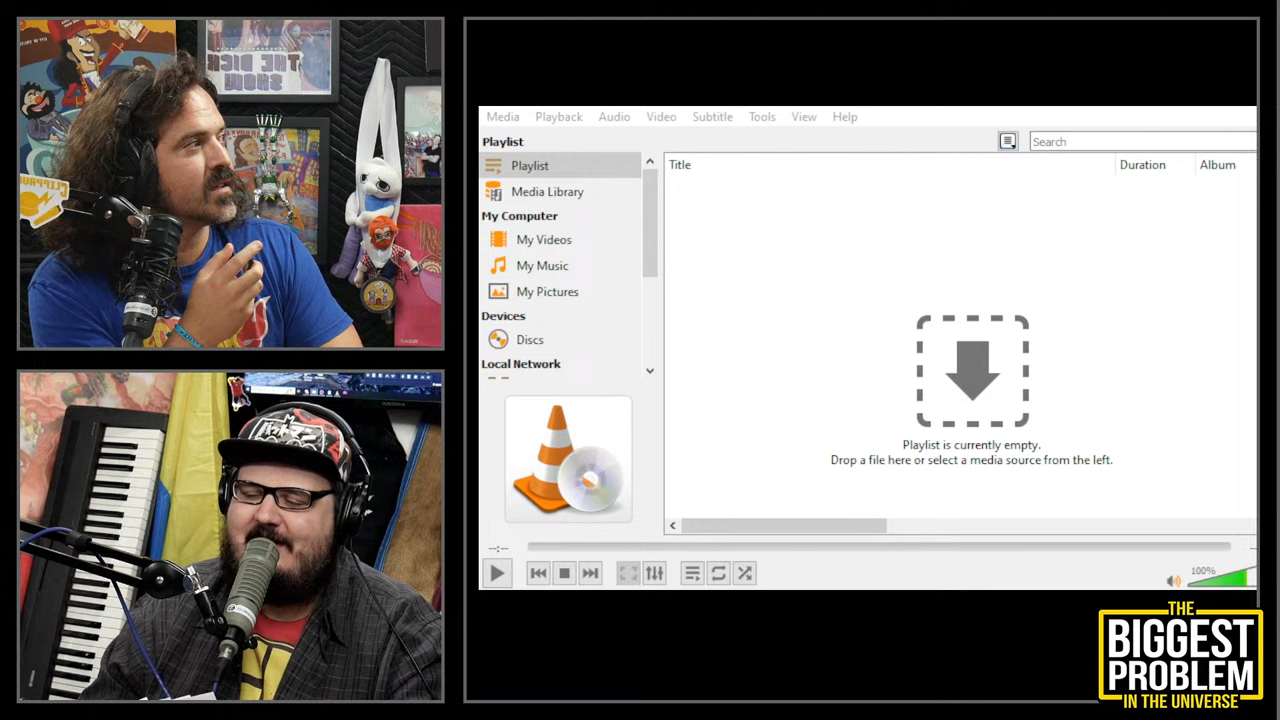 THE DICK
SHOW
Media Playback Audio Video Subtitle Tools View Help
Playlist
Search
Playlist
Title
Duration
Album
Media Library
My Computer
My Videos
My Music
My Pictures
Devices
Discs
Local Network
Playlist is currently empty.
Drop a file here or select a media source from the left.
--:--
100%
INSIGNIA
THE
BIGGEST
PROBLEM
IN THE UNIVERSE